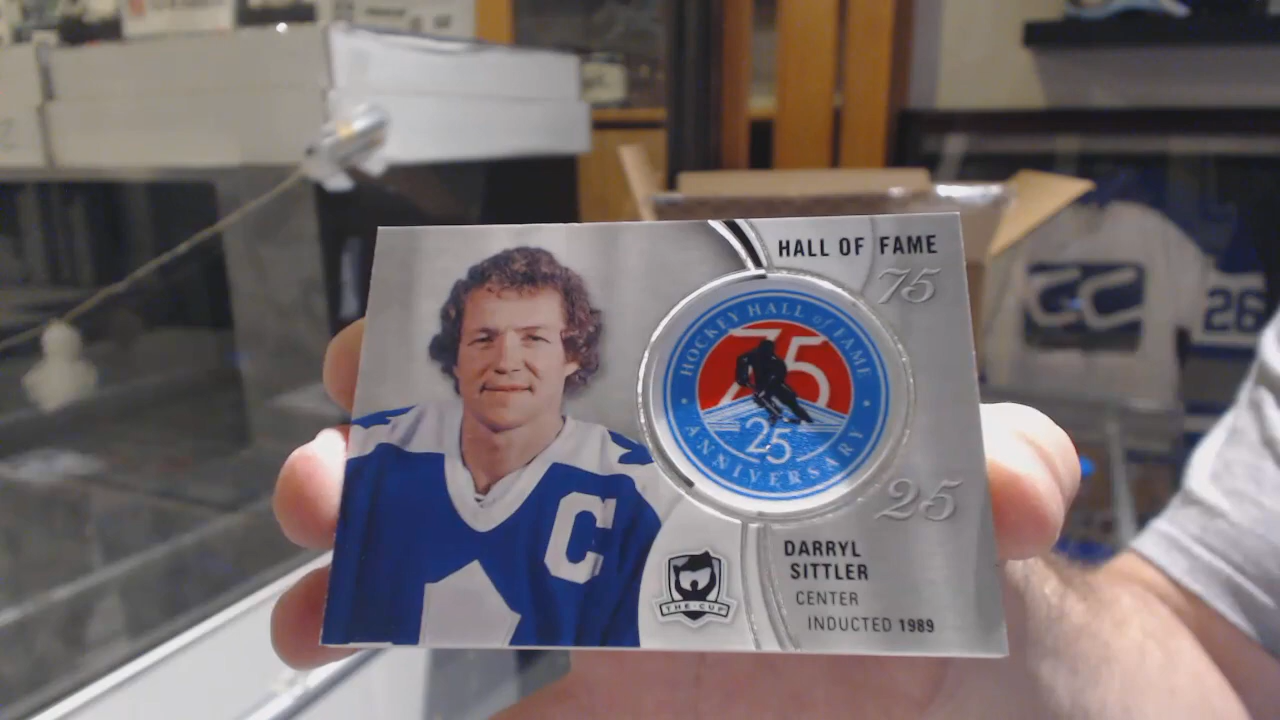 HALL OF FAME
75
HOCKEY HALL of FAME
75
25
ANNIVERSARY
25
C
THE·CUP
DARRYL
SITTLER
CENTER
INDUCTED 1989
26